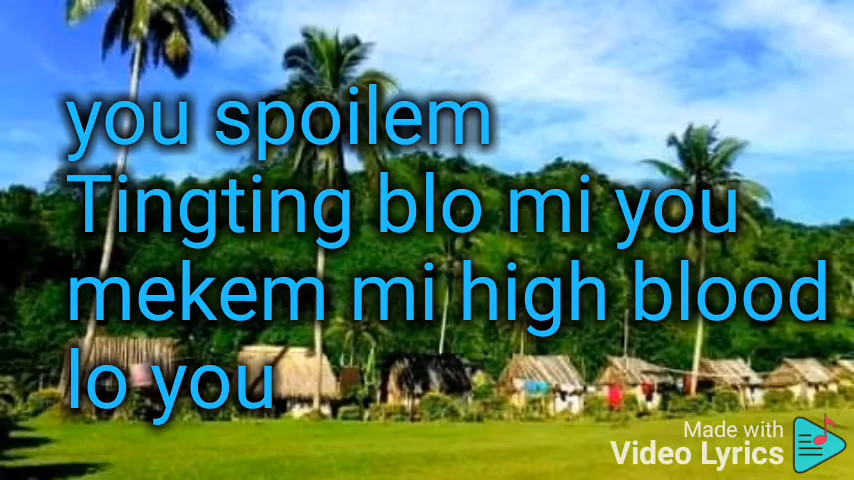 you spoilem
Tingting blo mi you
mekem mi high blood
lo you
Made with
Video Lyrics